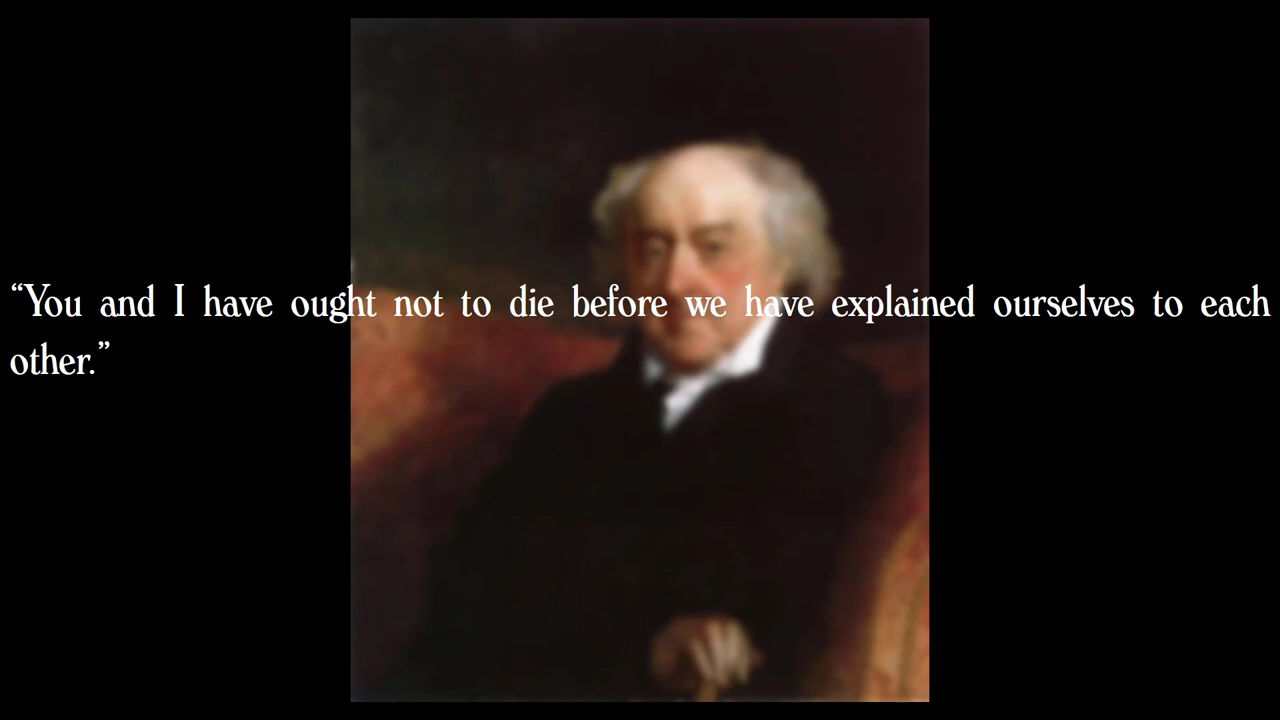 “You and I have ought not to die before we have explained ourselves to each
other.”